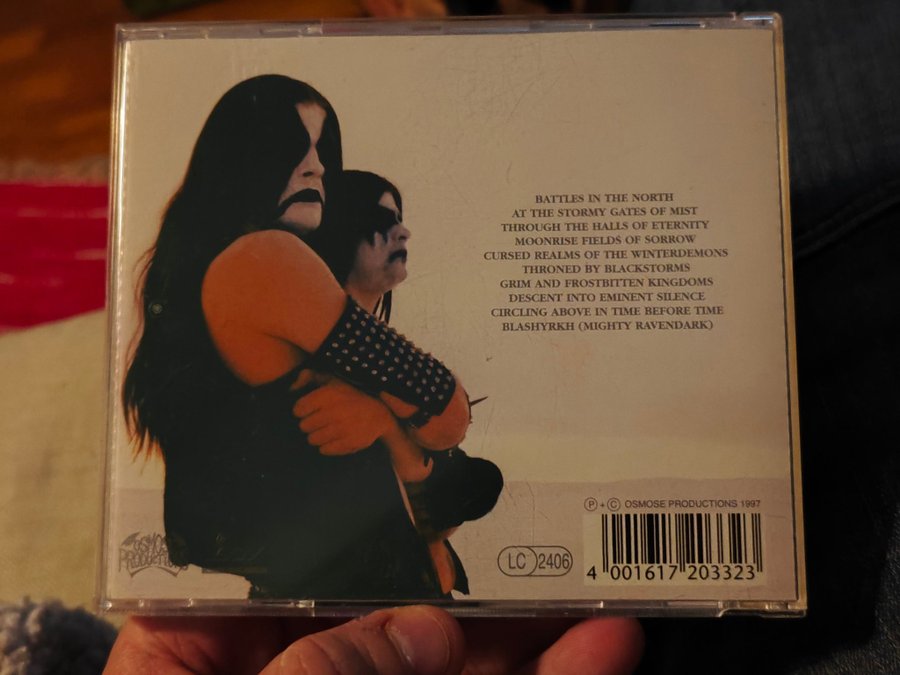 BATTLES IN THE NORTH
AT THE STORMY GATES OF MIST
THROUGH THE HALLS OF ETERNITY
MOONRISE FIELDS OF SORROW
CURSED REALMS OF THE WINTERDEMONS
THRONED BY BLACKSTORMS
GRIM AND FROSTBITTEN KINGDOMS
DESCENT INTO EMINENT SILENCE
CIRCLING ABOVE IN TIME BEFORE TIME
BLASHYRKH (MIGHTY RAVENDARK)
Ⓟ + Ⓒ OSMOSE PRODUCTIONS 1997
OSMOSE
PRODUCTIONS
LC 2406
4 001617 203323